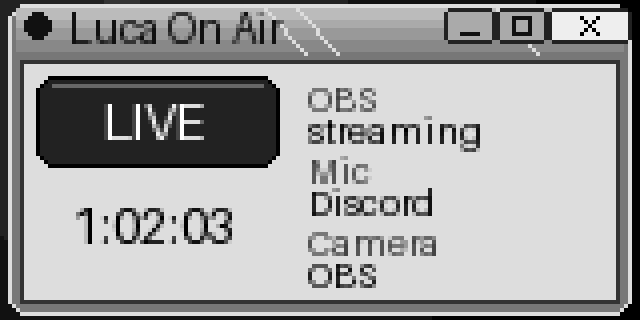 Luca On Air
LIVE
1:02:03
OBS
streaming
Mic
Discord
Camera
OBS